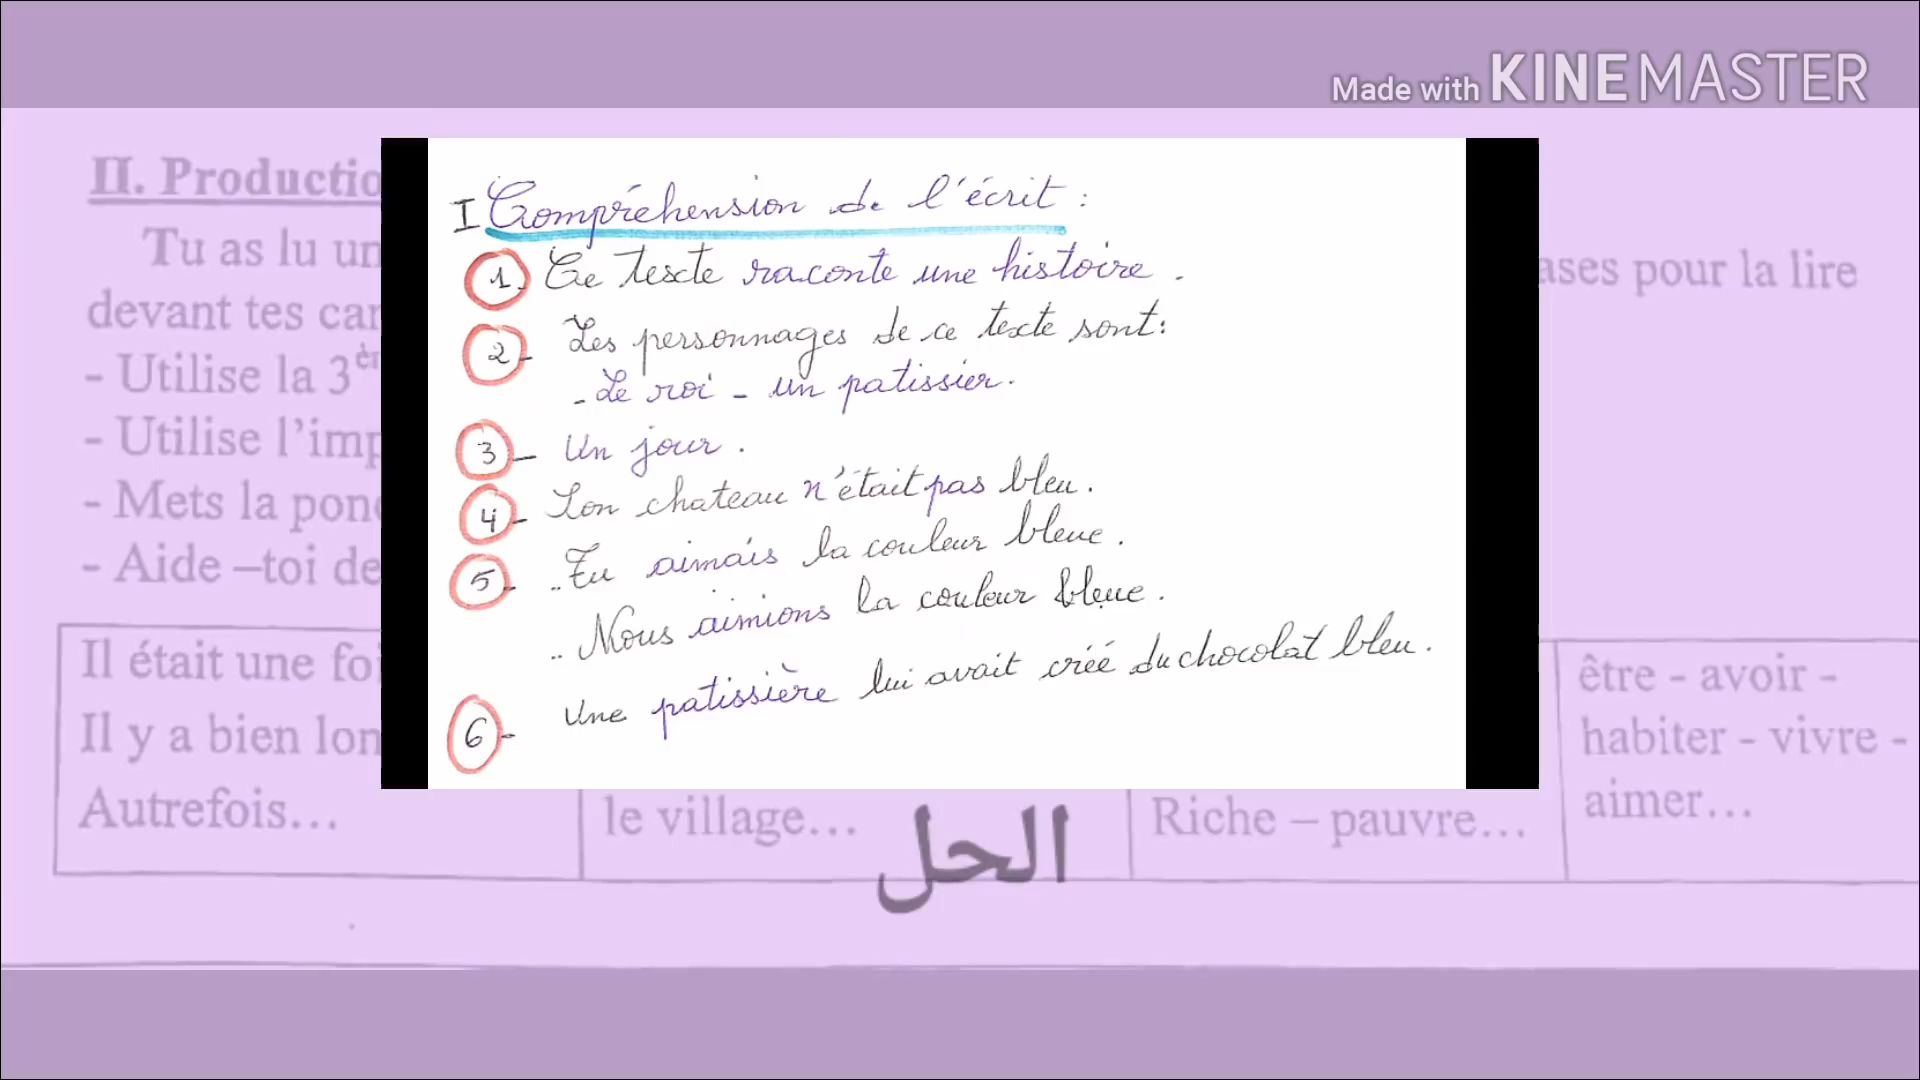 Made with KINEMASTER
II. Productio
Tu as lu un
ases pour la lire
devant tes car
- Utilise la 3
- Utilise l'imp
- Mets la pon
- Aide –toi de
I Compréhension de l'écrit :
1. Ce texte raconte une histoire .
2- Les personnages de ce texte sont:
- Le roi - un patissier.
3- Un jour .
4- Son chateau n'était pas bleu.
5- .. Tu aimais la couleur bleue .
.. Nous aimions la couleur bleue .
6- Une patissière lui avait créé du chocolat bleu .
Il était une foi
Il y a bien lon
Autrefois…
le village…
Riche – pauvre…
être - avoir -
habiter - vivre -
aimer…
الحل